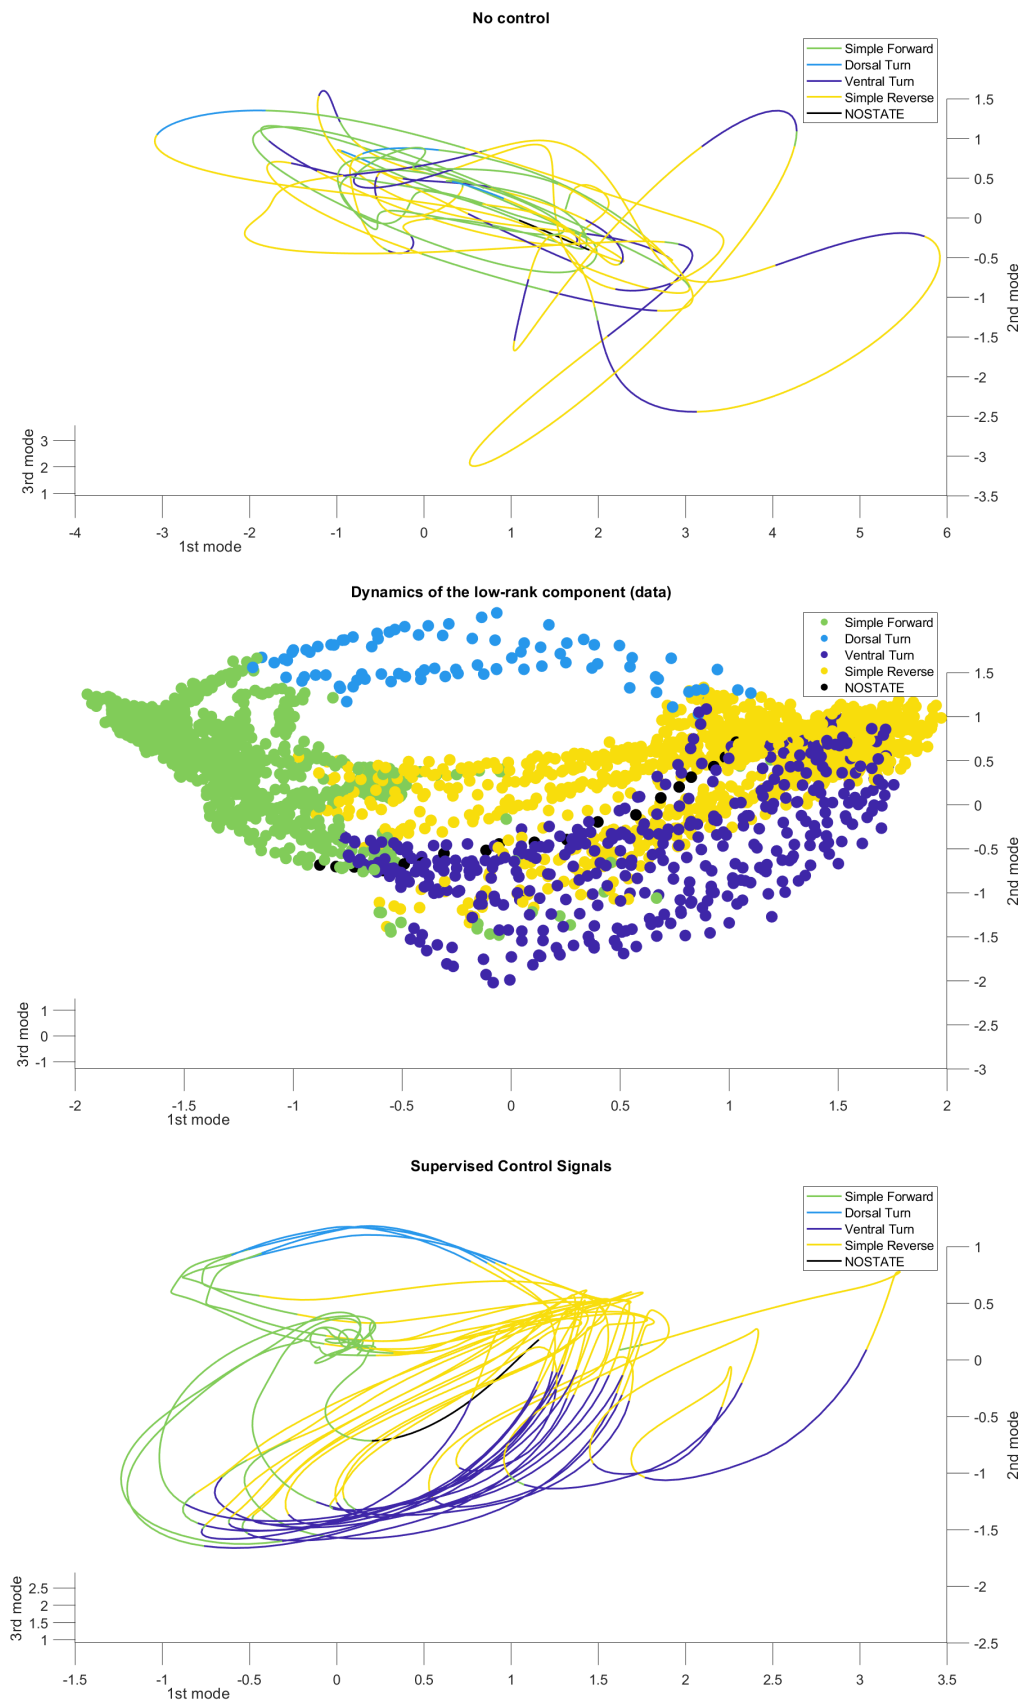 No control
Simple Forward
Dorsal Turn
Ventral Turn
Simple Reverse
NOSTATE
1.5
1
0.5
0
-0.5
-1
-1.5
-2
-2.5
-3
-3.5
2nd mode
3
2
1
3rd mode
-4 -3 -2 -1 0 1 2 3 4 5 6
1st mode
Dynamics of the low-rank component (data)
Simple Forward
Dorsal Turn
Ventral Turn
Simple Reverse
NOSTATE
1.5
1
0.5
0
-0.5
-1
-1.5
-2
-2.5
-3
2nd mode
1
0
-1
3rd mode
-2 -1.5 -1 -0.5 0 0.5 1 1.5 2
1st mode
Supervised Control Signals
Simple Forward
Dorsal Turn
Ventral Turn
Simple Reverse
NOSTATE
1
0.5
0
-0.5
-1
-1.5
-2
-2.5
2nd mode
2.5
2
1.5
1
3rd mode
-1.5 -1 -0.5 0 0.5 1 1.5 2 2.5 3 3.5
1st mode